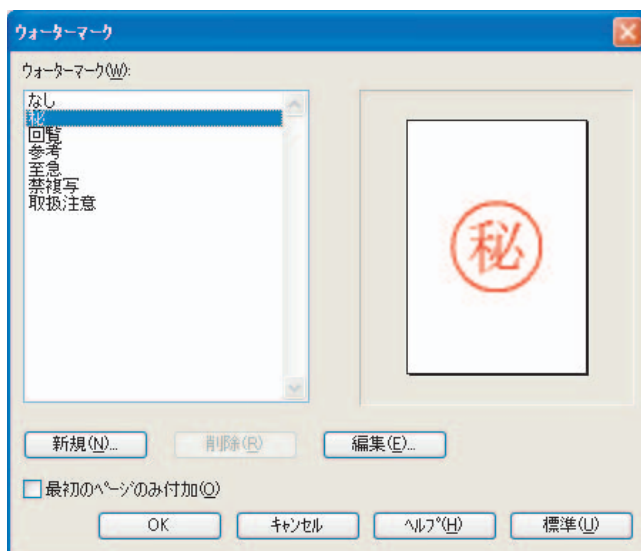 ウォーターマーク
ウォーターマーク(W):
なし
秘
回覧
参考
至急
禁複写
取扱注意
秘
新規(N)...
削除(R)
編集(E)...
最初のページのみ付加(O)
OK
キャンセル
ヘルプ(H)
標準(U)